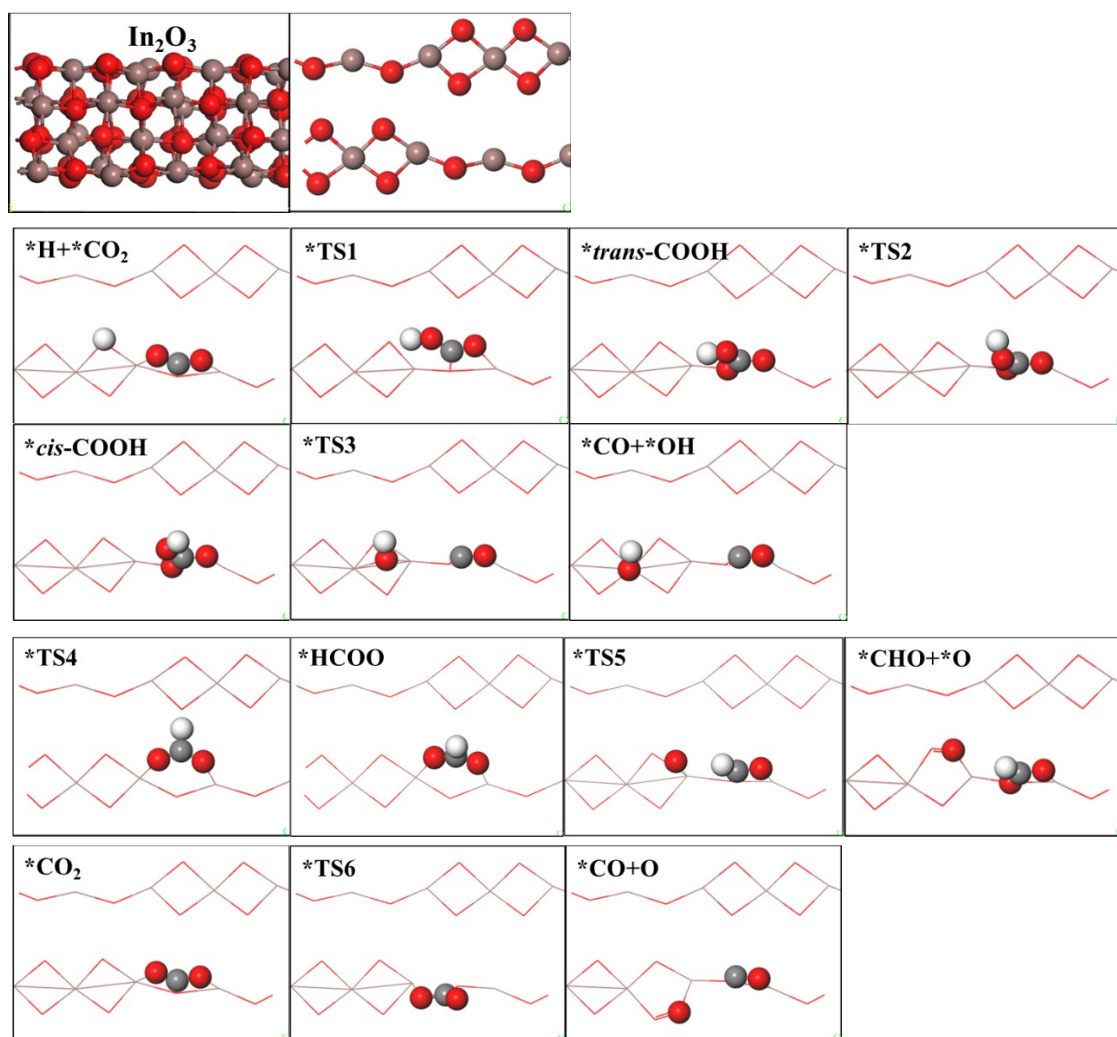 In₂O₃
*H+*CO₂
*TS1
*trans-COOH
*TS2
*cis-COOH
*TS3
*CO+*OH
*TS4
*HCOO
*TS5
*CHO+*O
*CO₂
*TS6
*CO+O